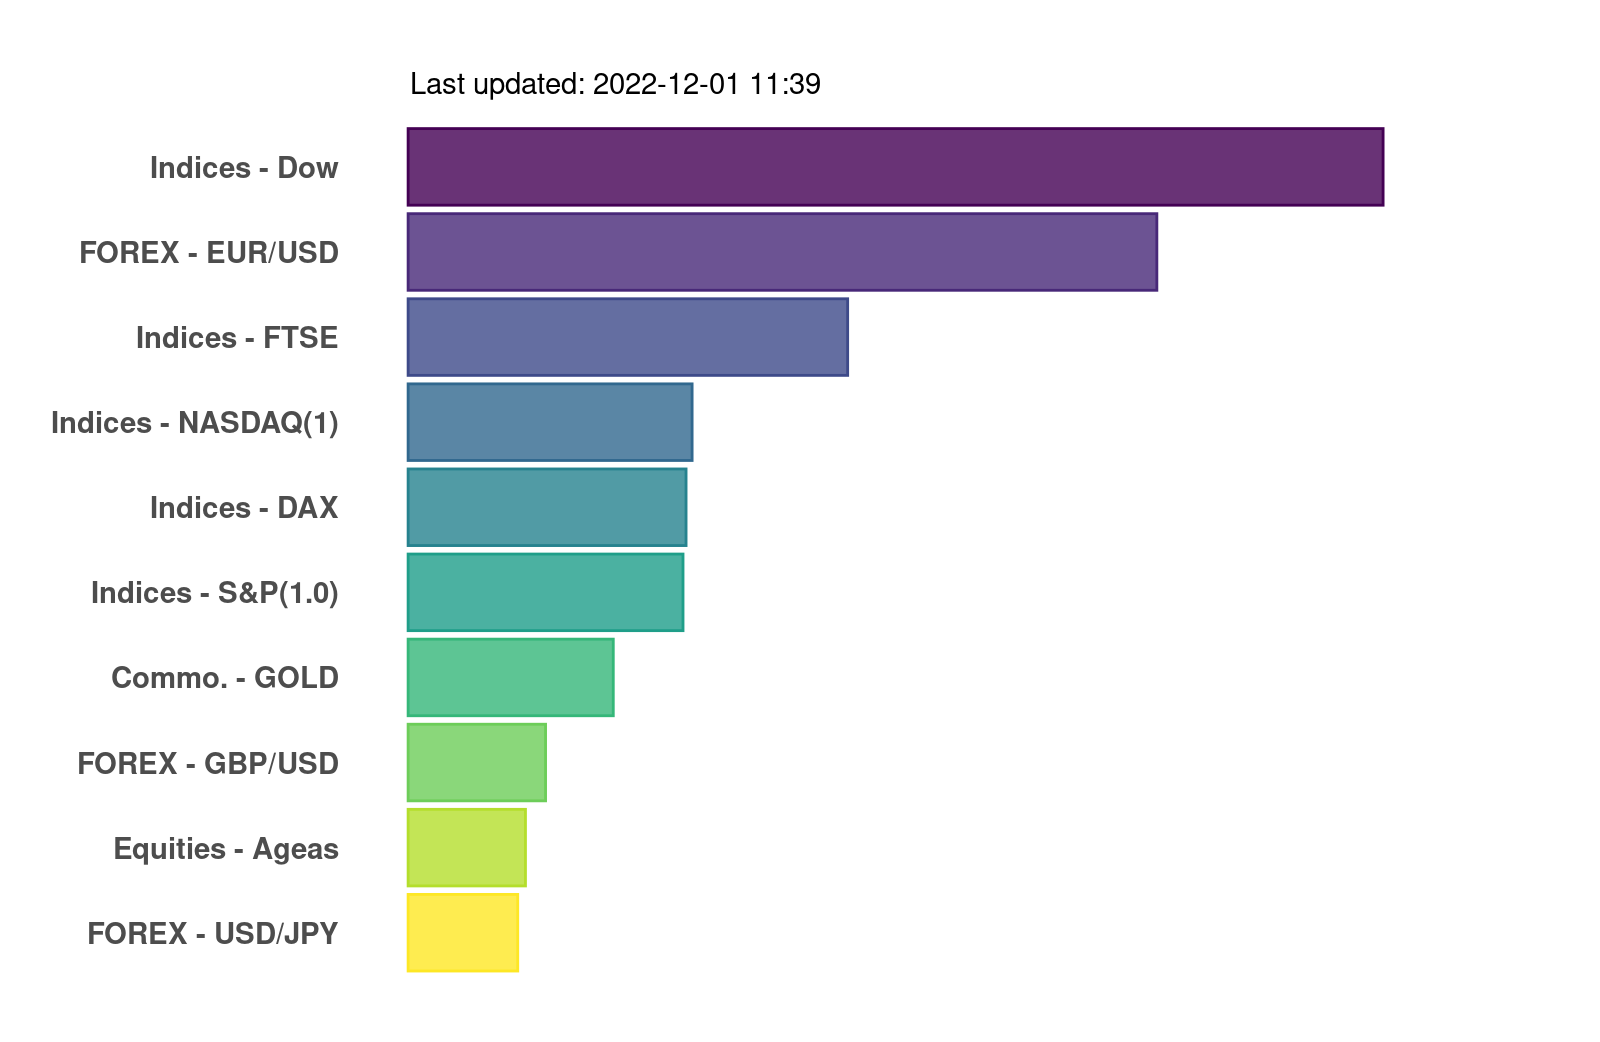 Last updated: 2022-12-01 11:39
Indices - Dow
FOREX - EUR/USD
Indices - FTSE
Indices - NASDAQ(1)
Indices - DAX
Indices - S&P(1.0)
Commo. - GOLD
FOREX - GBP/USD
Equities - Ageas
FOREX - USD/JPY